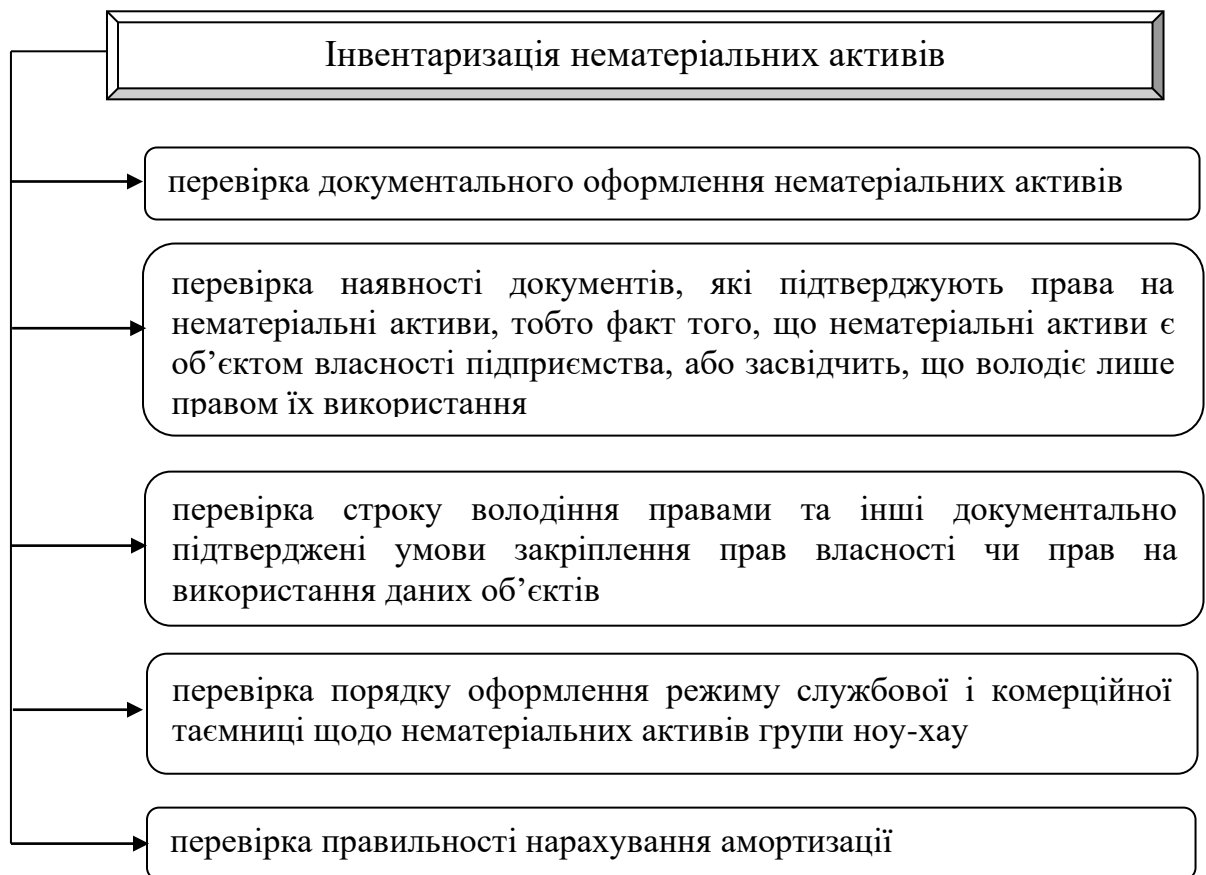 Інвентаризація нематеріальних активів
перевірка документального оформлення нематеріальних активів
перевірка наявності документів, які підтверджують права на
нематеріальні активи, тобто факт того, що нематеріальні активи є
об’єктом власності підприємства, або засвідчить, що володіє лише
правом їх використання
перевірка строку володіння правами та інші документально
підтверджені умови закріплення прав власності чи прав на
використання даних об’єктів
перевірка порядку оформлення режиму службової і комерційної
таємниці щодо нематеріальних активів групи ноу-хау
перевірка правильності нарахування амортизації